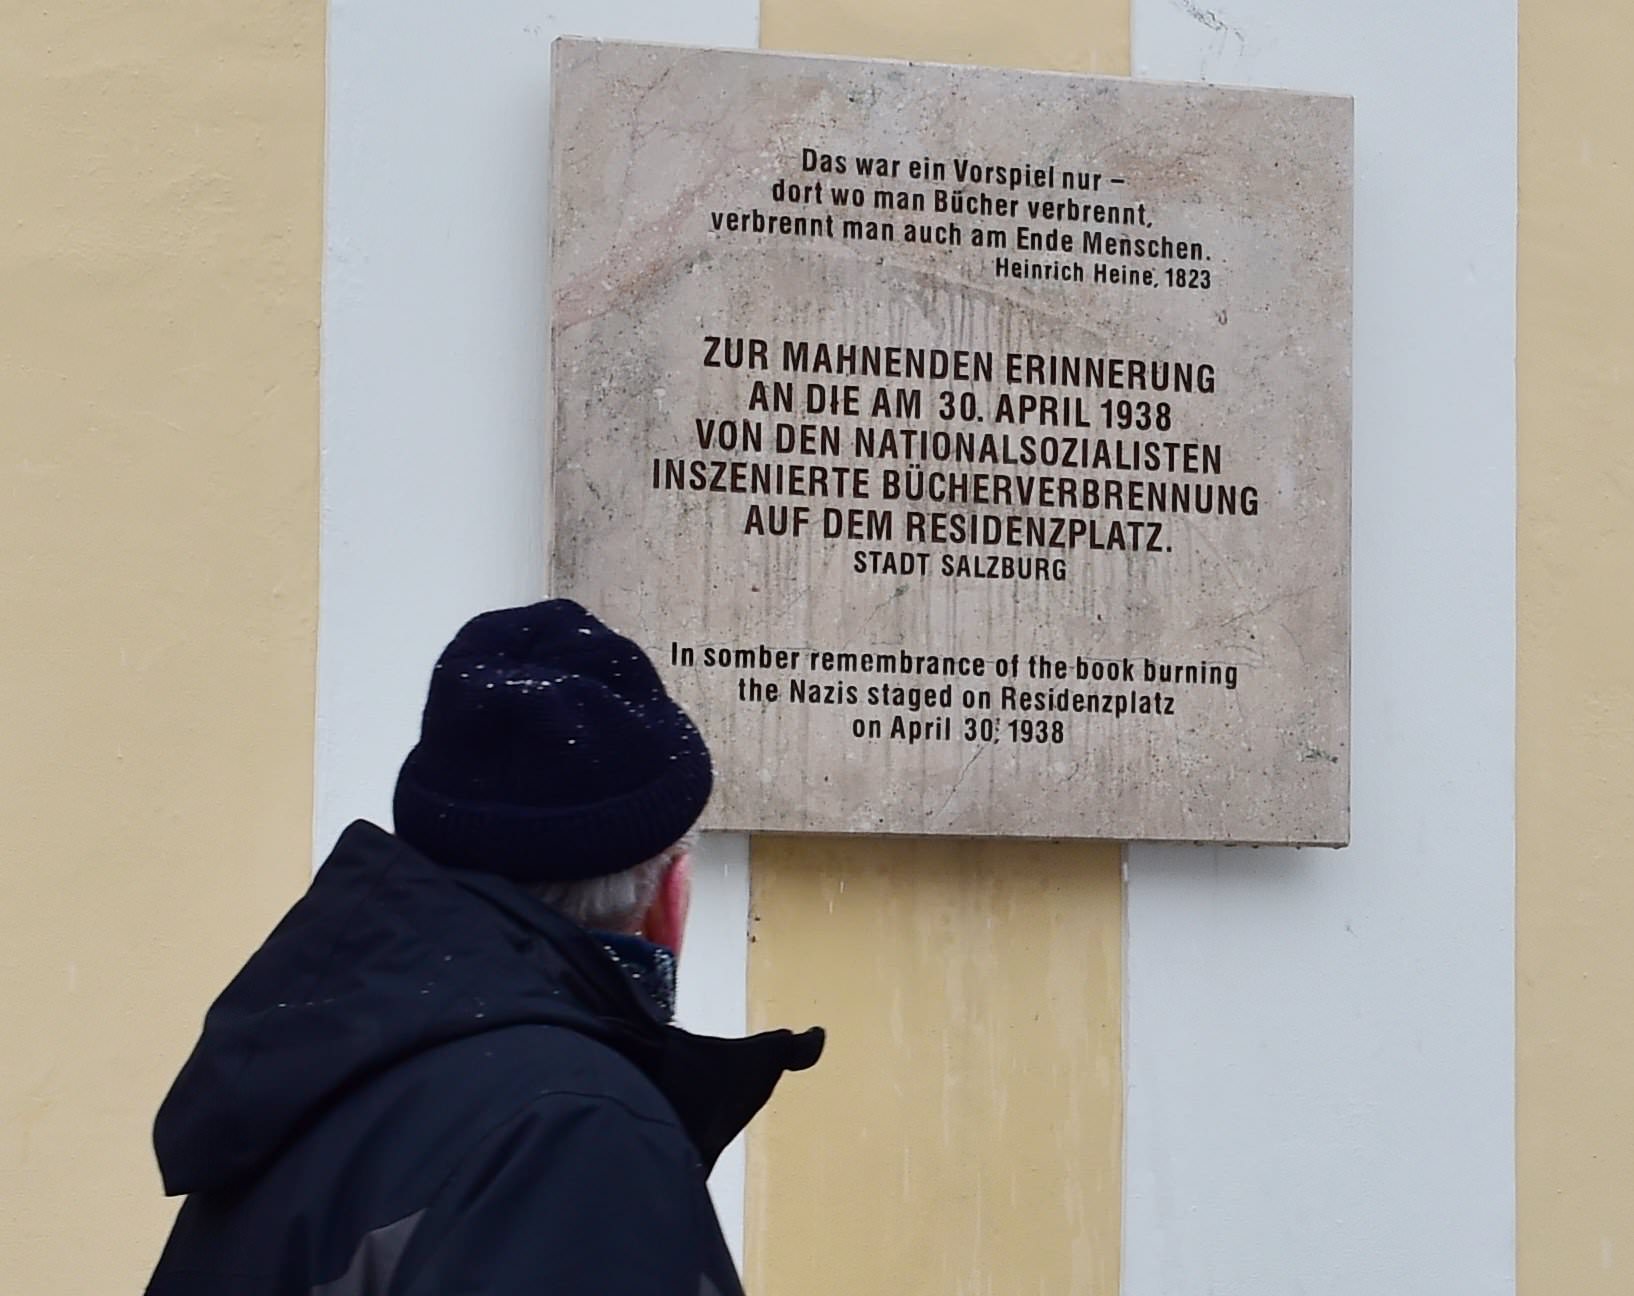 Das war ein Vorspiel nur –
dort wo man Bücher verbrennt,
verbrennt man auch am Ende Menschen.
Heinrich Heine, 1823
ZUR MAHNENDEN ERINNERUNG
AN DIE AM 30. APRIL 1938
VON DEN NATIONALSOZIALISTEN
INSZENIERTE BÜCHERVERBRENNUNG
AUF DEM RESIDENZPLATZ.
STADT SALZBURG
In somber remembrance of the book burning
the Nazis staged on Residenzplatz
on April 30, 1938